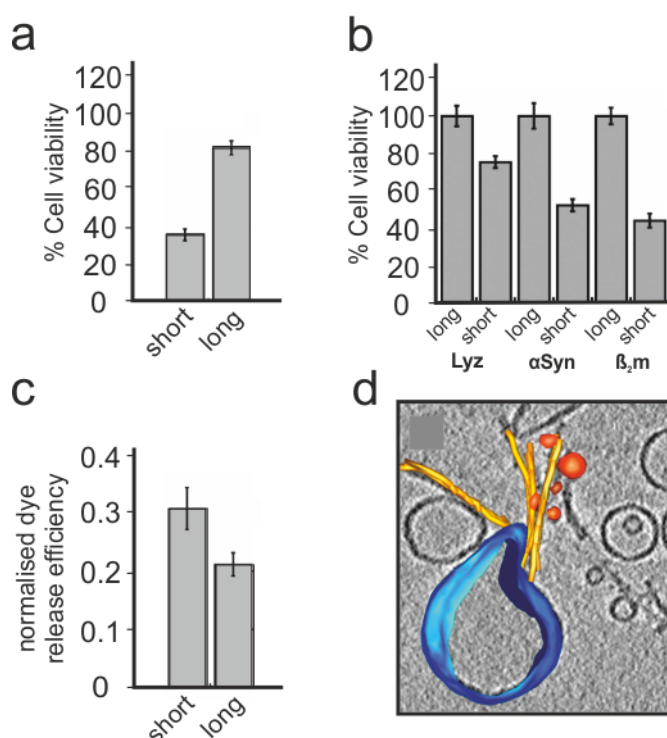 a
% Cell viability
120
100
80
60
40
20
0
short
long
b
% Cell viability
120
100
80
60
40
20
0
long
short
long
short
long
short
Lyz
αSyn
ß₂m
c
normalised dye
release efficiency
0.4
0.3
0.2
0.1
0
short
long
d